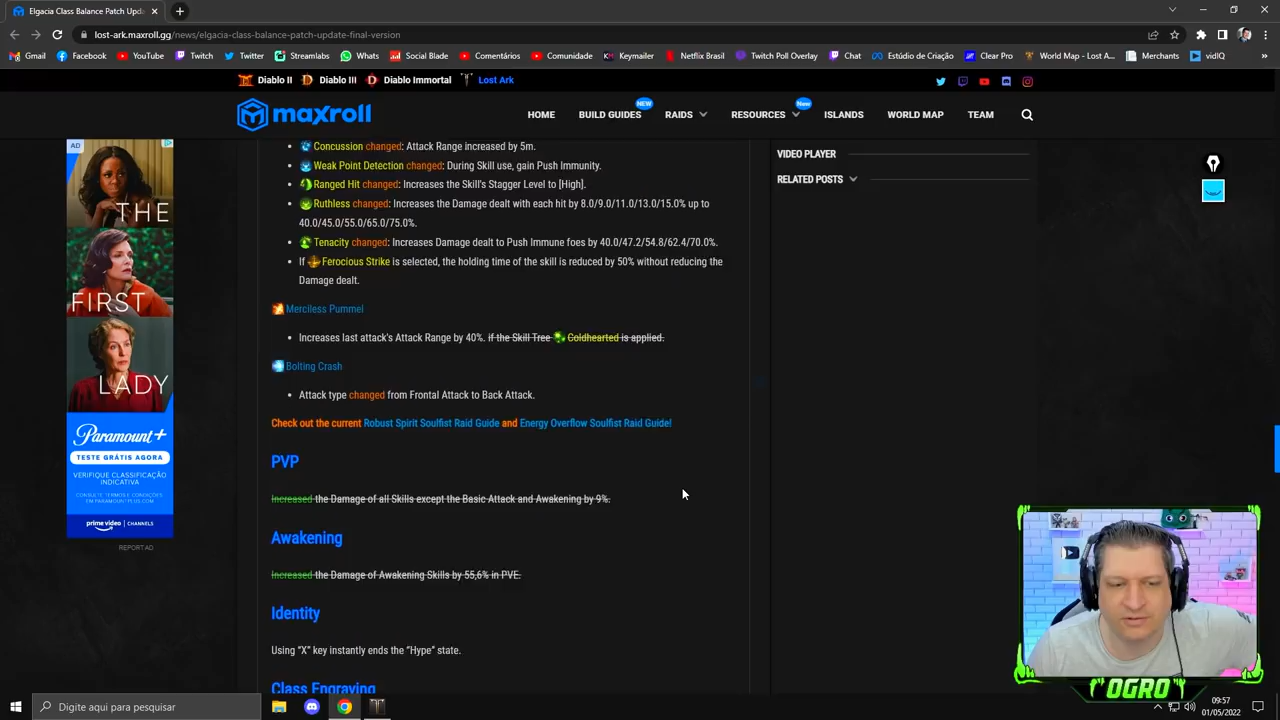 Elgacia Class Balance Patch Upda
lost-ark.maxroll.gg/news/elgacia-class-balance-patch-update-final-version
Gmail Facebook YouTube Twitch Twitter Streamlabs Whats Social Blade Comentários Comunidade Keymailer Netflix Brasil Twitch Poll Overlay Chat Estúdio de Criação Clear Pro World Map - Lost A... Merchants vidIQ »
Diablo II Diablo III Diablo Immortal Lost Ark
maxroll
HOME BUILD GUIDES NEW RAIDS RESOURCES New ISLANDS WORLD MAP TEAM
AD
THE
FIRST
LADY
Paramount+
TESTE GRÁTIS AGORA
VERIFIQUE CLASSIFICAÇÃO
INDICATIVA
CONSULTE TERMOS E CONDIÇÕES
EM PARAMOUNTPLUS.COM
prime video | CHANNELS
REPORT AD
Concussion changed: Attack Range increased by 5m.
Weak Point Detection changed: During Skill use, gain Push Immunity.
Ranged Hit changed: Increases the Skill's Stagger Level to [High].
Ruthless changed: Increases the Damage dealt with each hit by 8.0/9.0/11.0/13.0/15.0% up to
40.0/45.0/55.0/65.0/75.0%.
Tenacity changed: Increases Damage dealt to Push Immune foes by 40.0/47.2/54.8/62.4/70.0%.
If Ferocious Strike is selected, the holding time of the skill is reduced by 50% without reducing the
Damage dealt.
Merciless Pummel
Increases last attack's Attack Range by 40%. if the Skill Tree Coldhearted is applied.
Bolting Crash
Attack type changed from Frontal Attack to Back Attack.
Check out the current Robust Spirit Soulfist Raid Guide and Energy Overflow Soulfist Raid Guide!
PVP
Increased the Damage of all Skills except the Basic Attack and Awakening by 9%.
Awakening
Increased the Damage of Awakening Skills by 55,6% in PVE.
Identity
Using "X" key instantly ends the "Hype" state.
Class Engraving
VIDEO PLAYER
RELATED POSTS
OGRO
Digite aqui para pesquisar
09:57
01/05/2022